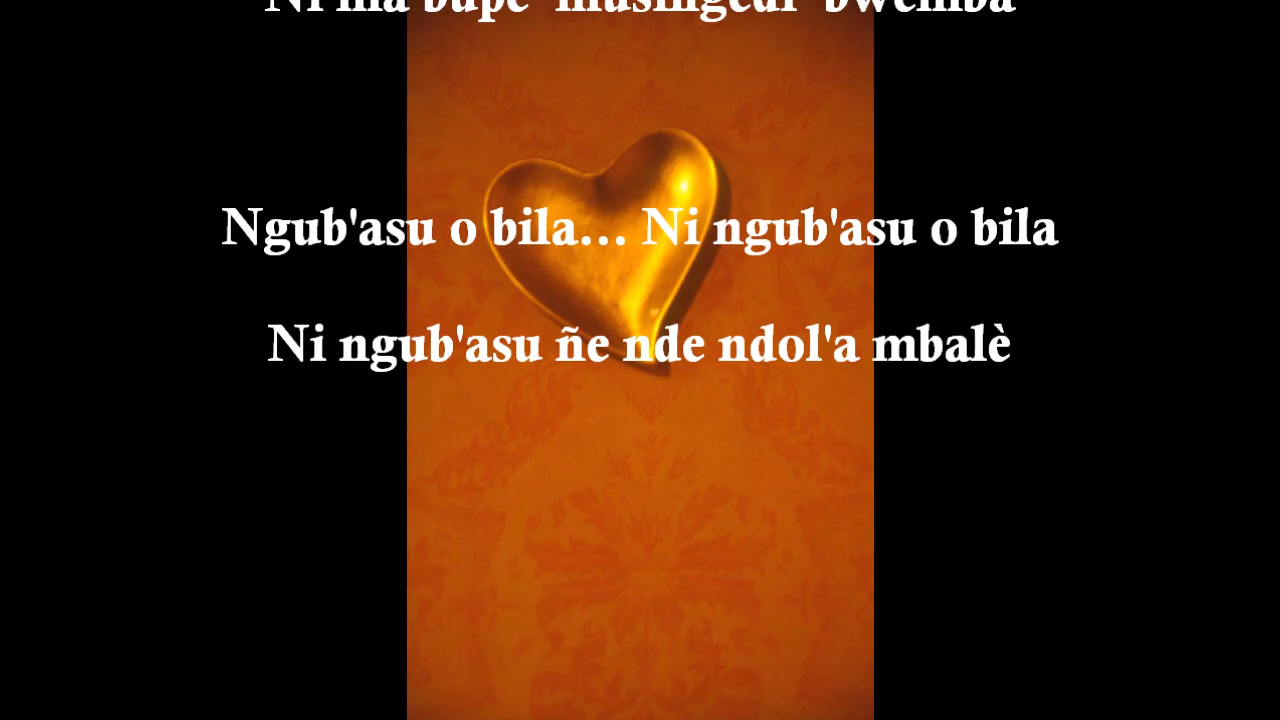 Ni ma bupe musingedi bwemba
Ngub'asu o bila... Ni ngub'asu o bila
Ni ngub'asu ñe nde ndol'a mbalè